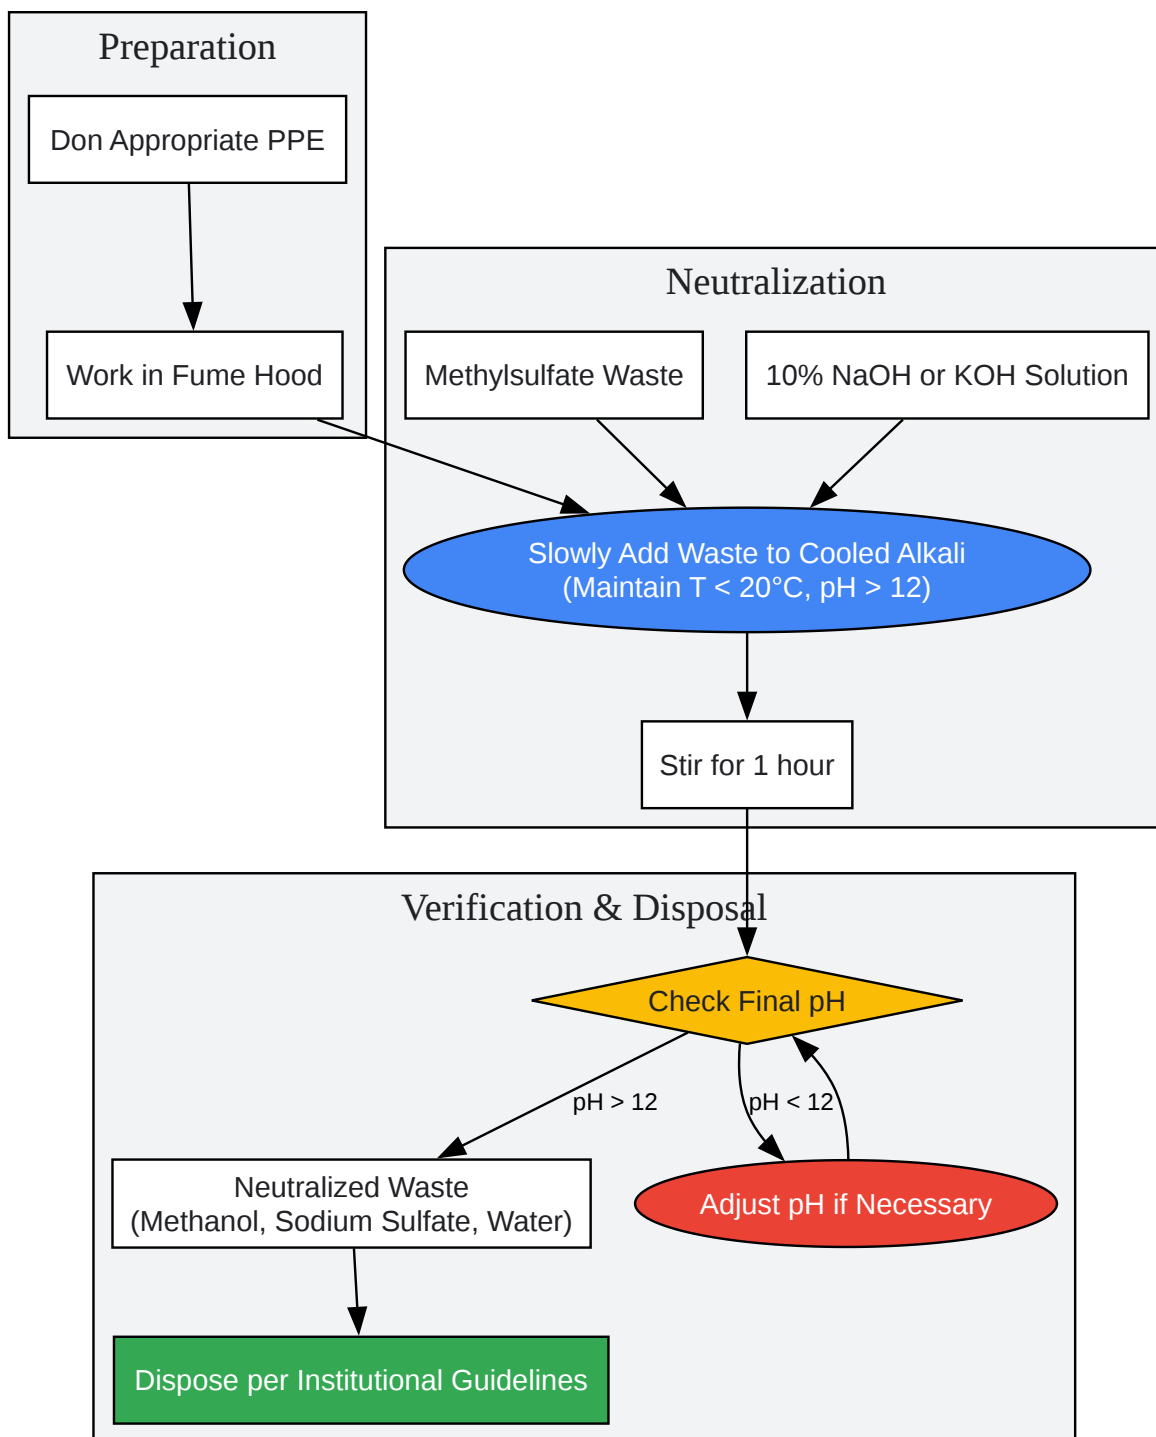 Preparation
Don Appropriate PPE
Work in Fume Hood
Neutralization
Methylsulfate Waste
10% NaOH or KOH Solution
Slowly Add Waste to Cooled Alkali
(Maintain T < 20°C, pH > 12)
Stir for 1 hour
Verification & Disposal
Check Final pH
pH > 12
pH < 12
Neutralized Waste
(Methanol, Sodium Sulfate, Water)
Adjust pH if Necessary
Dispose per Institutional Guidelines